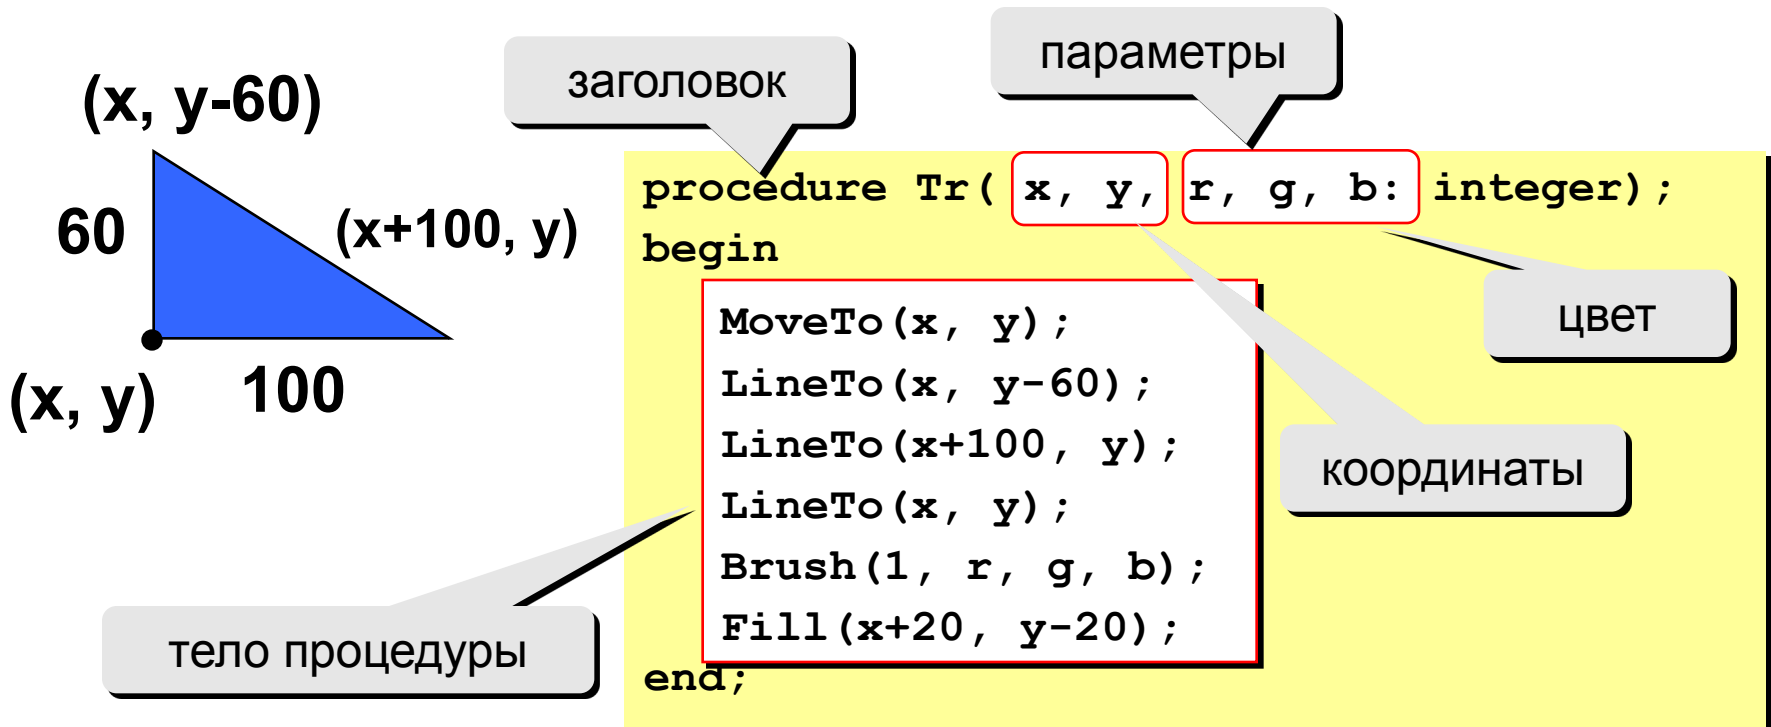 (x, y-60)
60
(x+100, y)
(x, y)
100
заголовок
параметры
procedure Tr( x, y, r, g, b: integer);
begin
MoveTo(x, y);
LineTo(x, y-60);
LineTo(x+100, y);
LineTo(x, y);
Brush(1, r, g, b);
Fill(x+20, y-20);
end;
цвет
координаты
тело процедуры